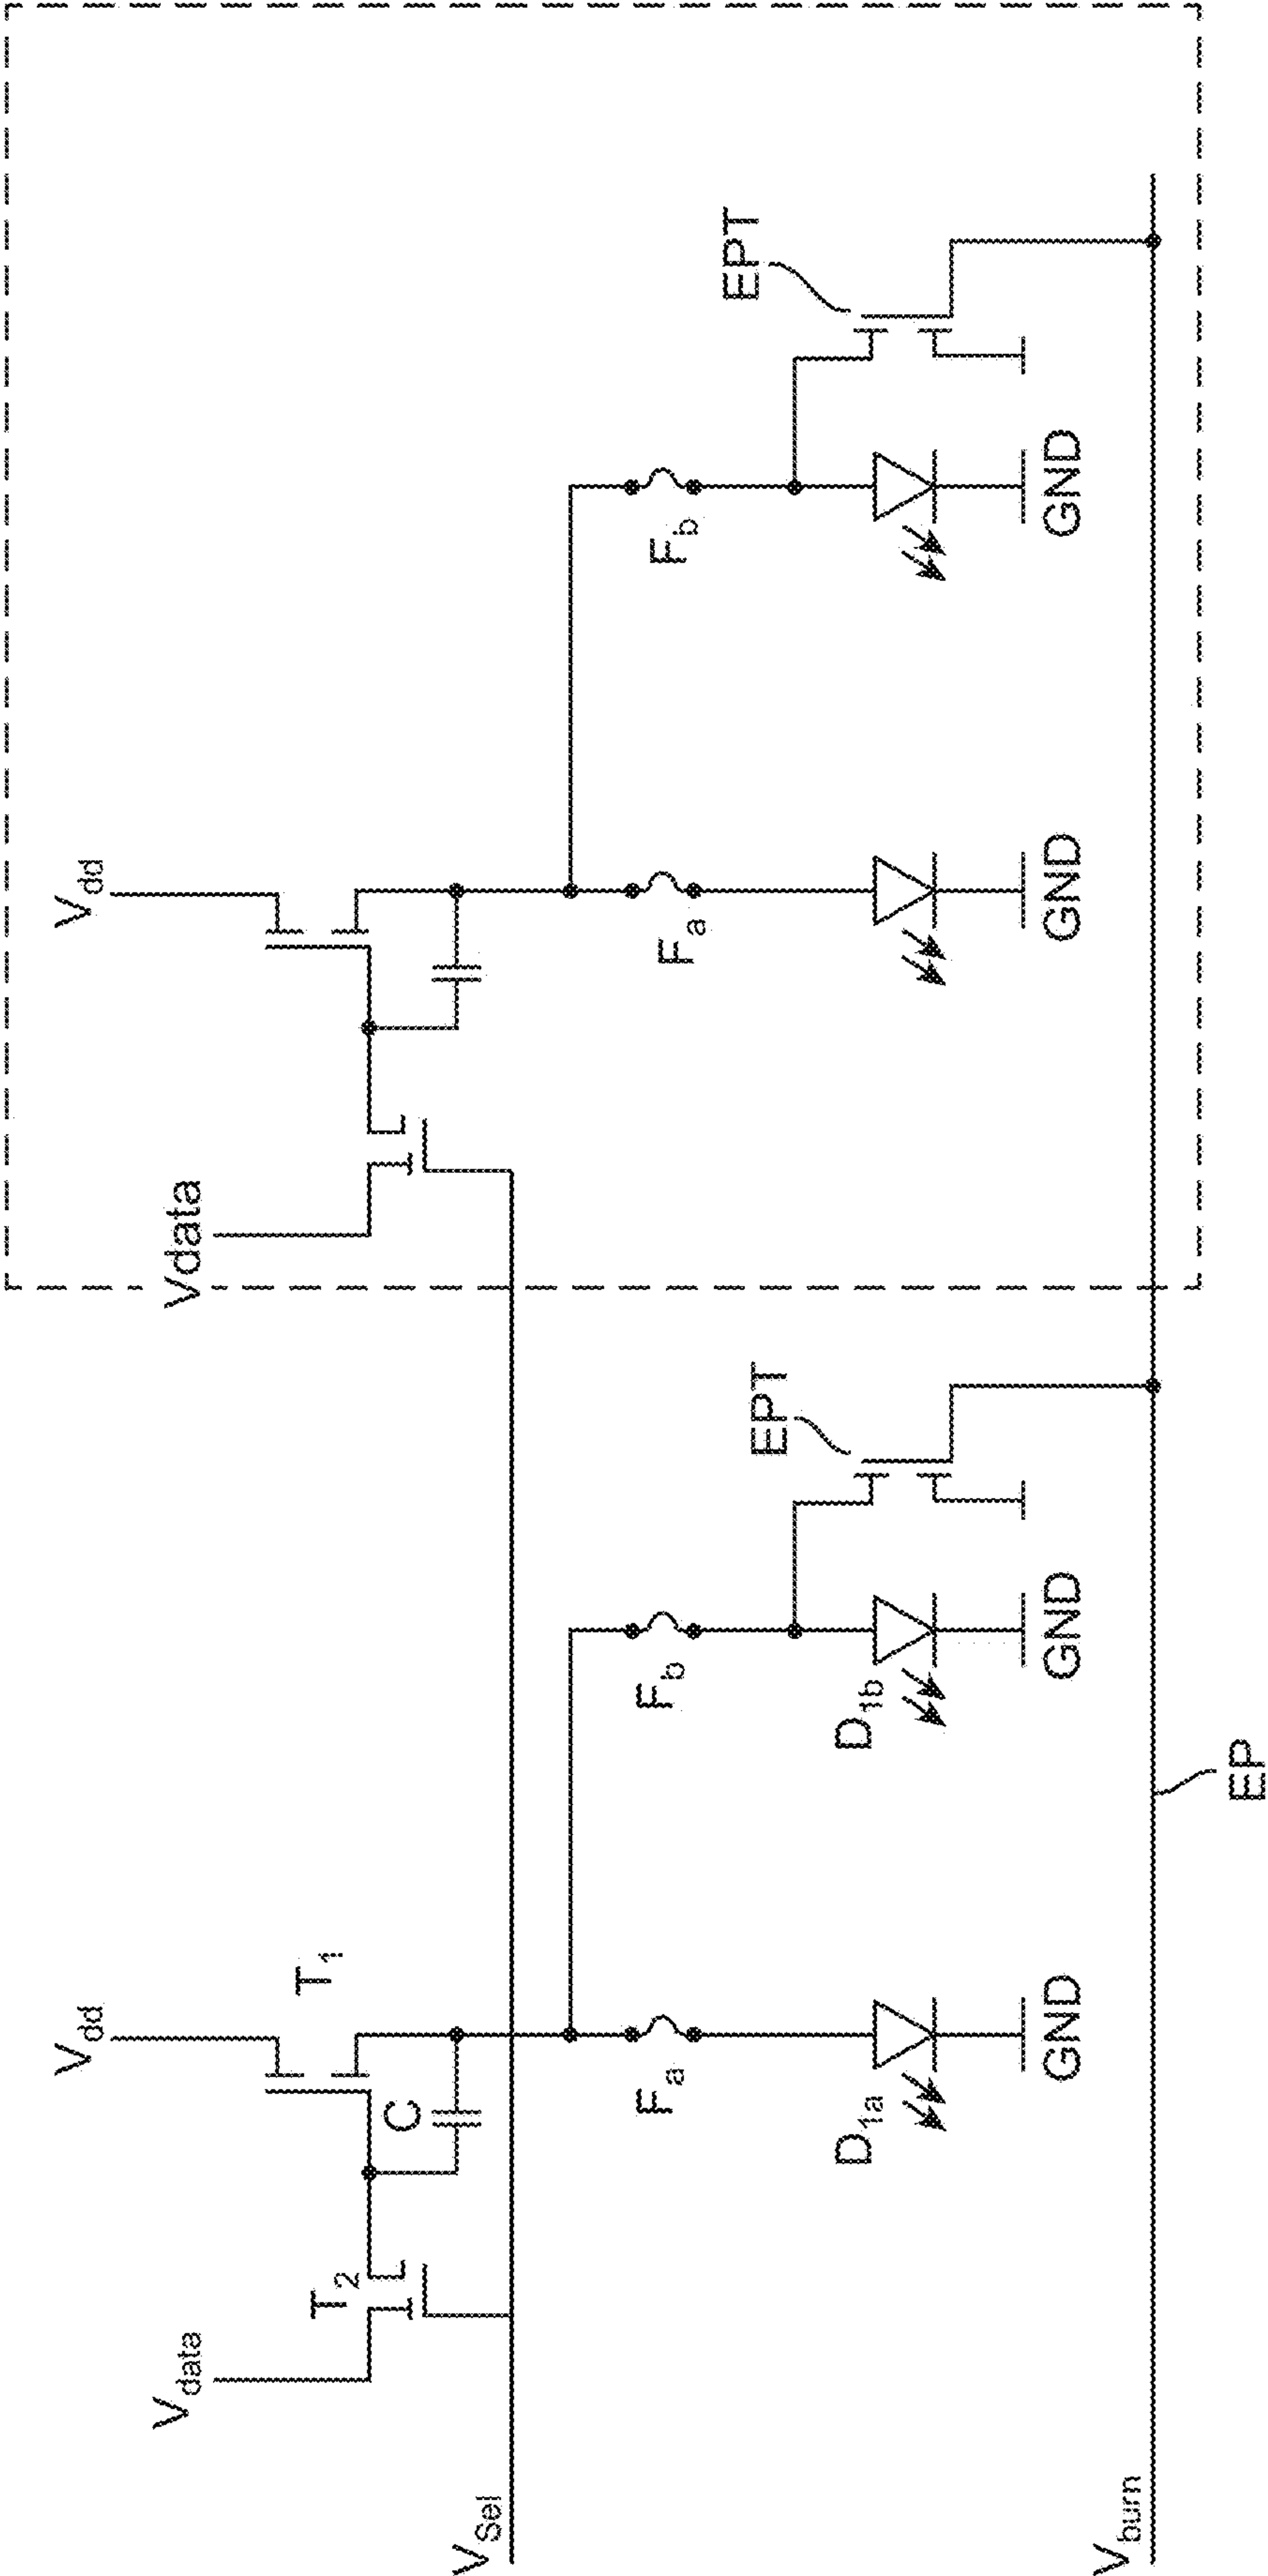 Vdd
Vdd
T1
Vdata
T2
C
Vdata
VSel
Fa
Fb
Fa
Fb
D1a
D1b
EPT
EPT
GND
GND
GND
GND
Vburn
EP